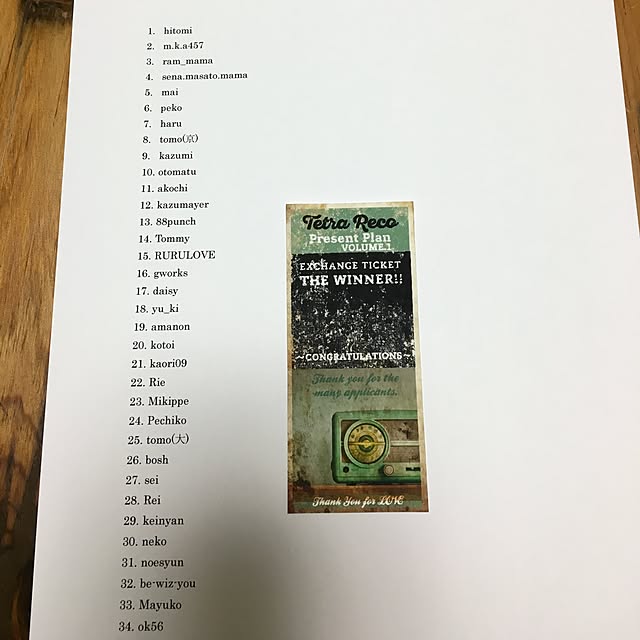 1. hitomi
2. m.k.a457
3. ram_mama
4. sena.masato.mama
5. mai
6. peko
7. haru
8. tomo(京)
9. kazumi
10. otomatu
11. akochi
12. kazumayer
13. 88punch
14. Tommy
15. RURULOVE
16. gworks
17. daisy
18. yu_ki
19. amanon
20. kotoi
21. kaori09
22. Rie
23. Mikippe
24. Pechiko
25. tomo(大)
26. bosh
27. sei
28. Rei
29. keinyan
30. neko
31. noesyun
32. be-wiz-you
33. Mayuko
34. ok56
Tetra Reco
Present Plan
VOLUME.1
EXCHANGE TICKET
THE WINNER!!
~CONGRATULATIONS~
Thank you for the
many applicants.
Thank You for LOVE